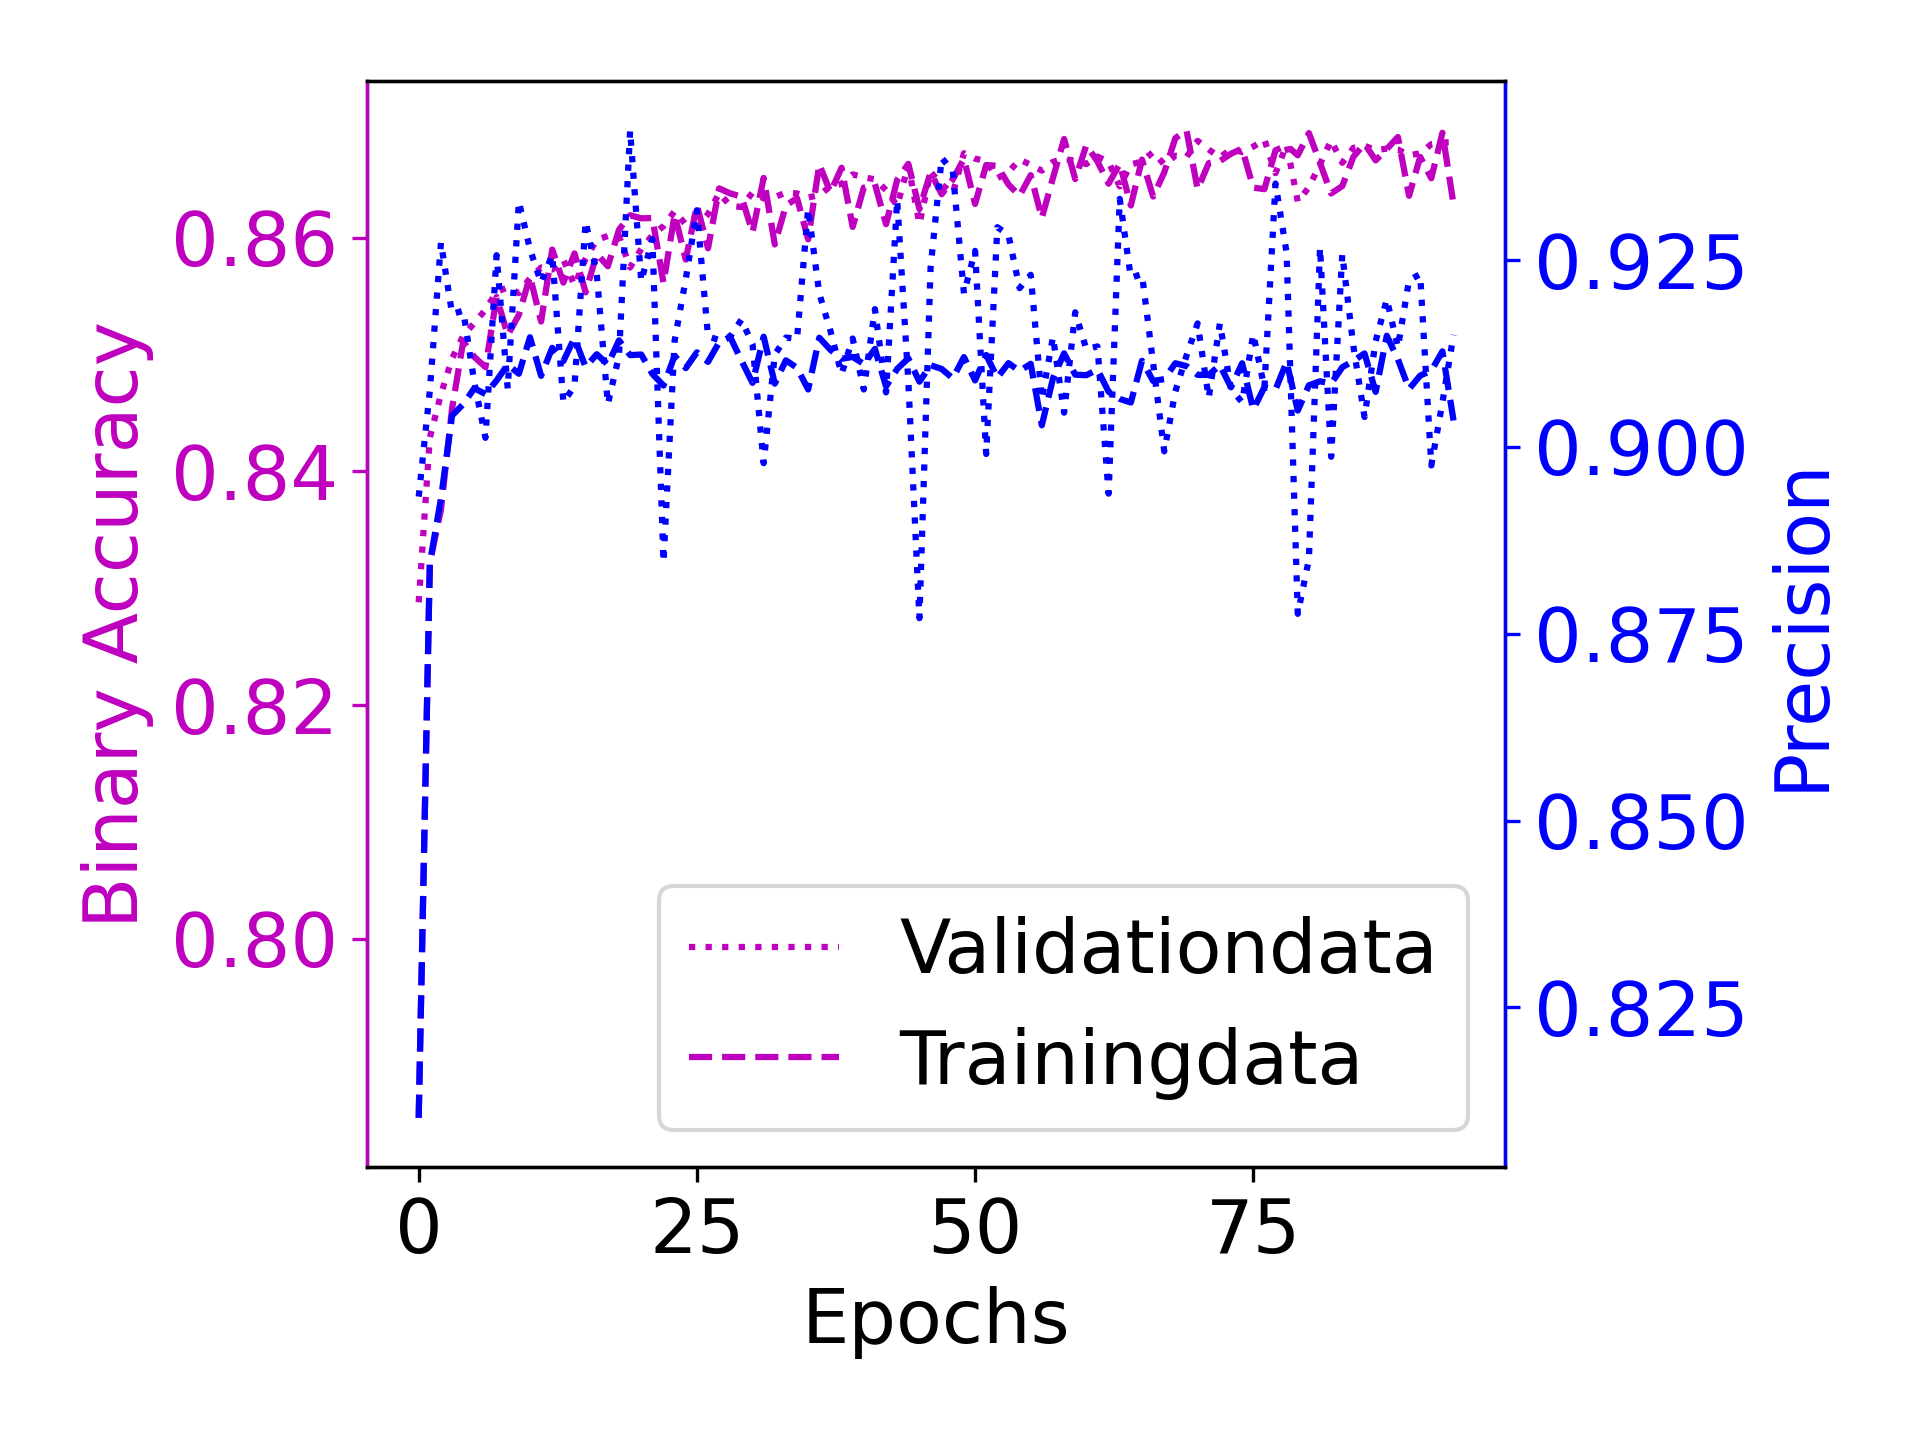 Binary Accuracy
0.86
0.84
0.82
0.80
0.925
0.900
0.875
0.850
0.825
Precision
Validationdata
Trainingdata
0 25 50 75
Epochs